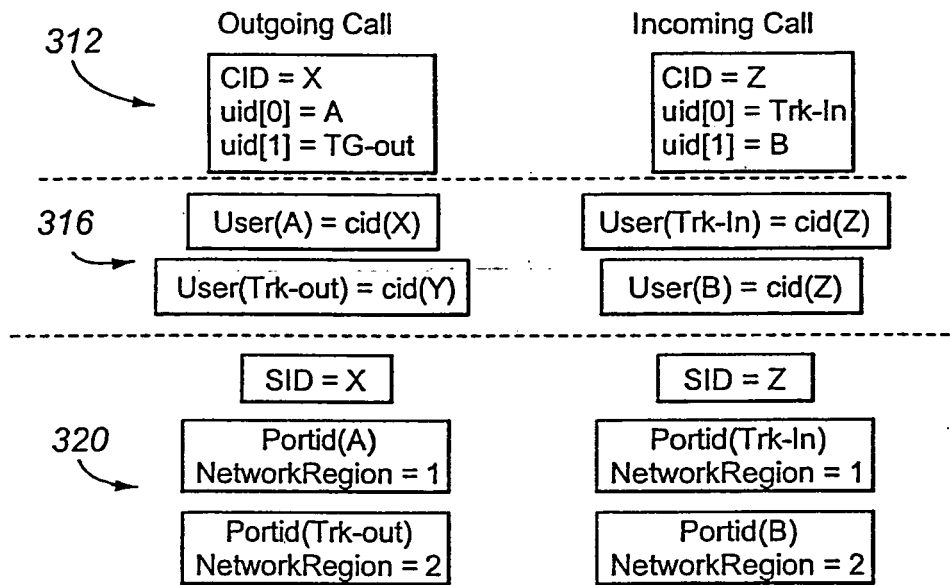 Outgoing Call
Incoming Call
312
CID = X
uid[0] = A
uid[1] = TG-out
CID = Z
uid[0] = Trk-In
uid[1] = B
316
User(A) = cid(X)
User(Trk-In) = cid(Z)
User(Trk-out) = cid(Y)
User(B) = cid(Z)
SID = X
SID = Z
320
Portid(A)
NetworkRegion = 1
Portid(Trk-In)
NetworkRegion = 1
Portid(Trk-out)
NetworkRegion = 2
Portid(B)
NetworkRegion = 2